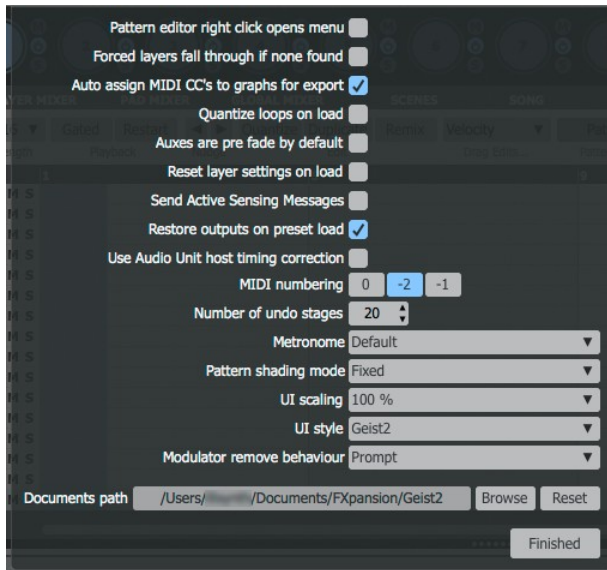 Pattern editor right click opens menu
Forced layers fall through if none found
Auto assign MIDI CC's to graphs for export
Quantize loops on load
Auxes are pre fade by default
Reset layer settings on load
Send Active Sensing Messages
Restore outputs on preset load
Use Audio Unit host timing correction
MIDI numbering 0 -2 -1
Number of undo stages 20
Metronome Default
Pattern shading mode Fixed
UI scaling 100 %
UI style Geist2
Modulator remove behaviour Prompt
Documents path /Users/ /Documents/FXpansion/Geist2 Browse Reset
Finished